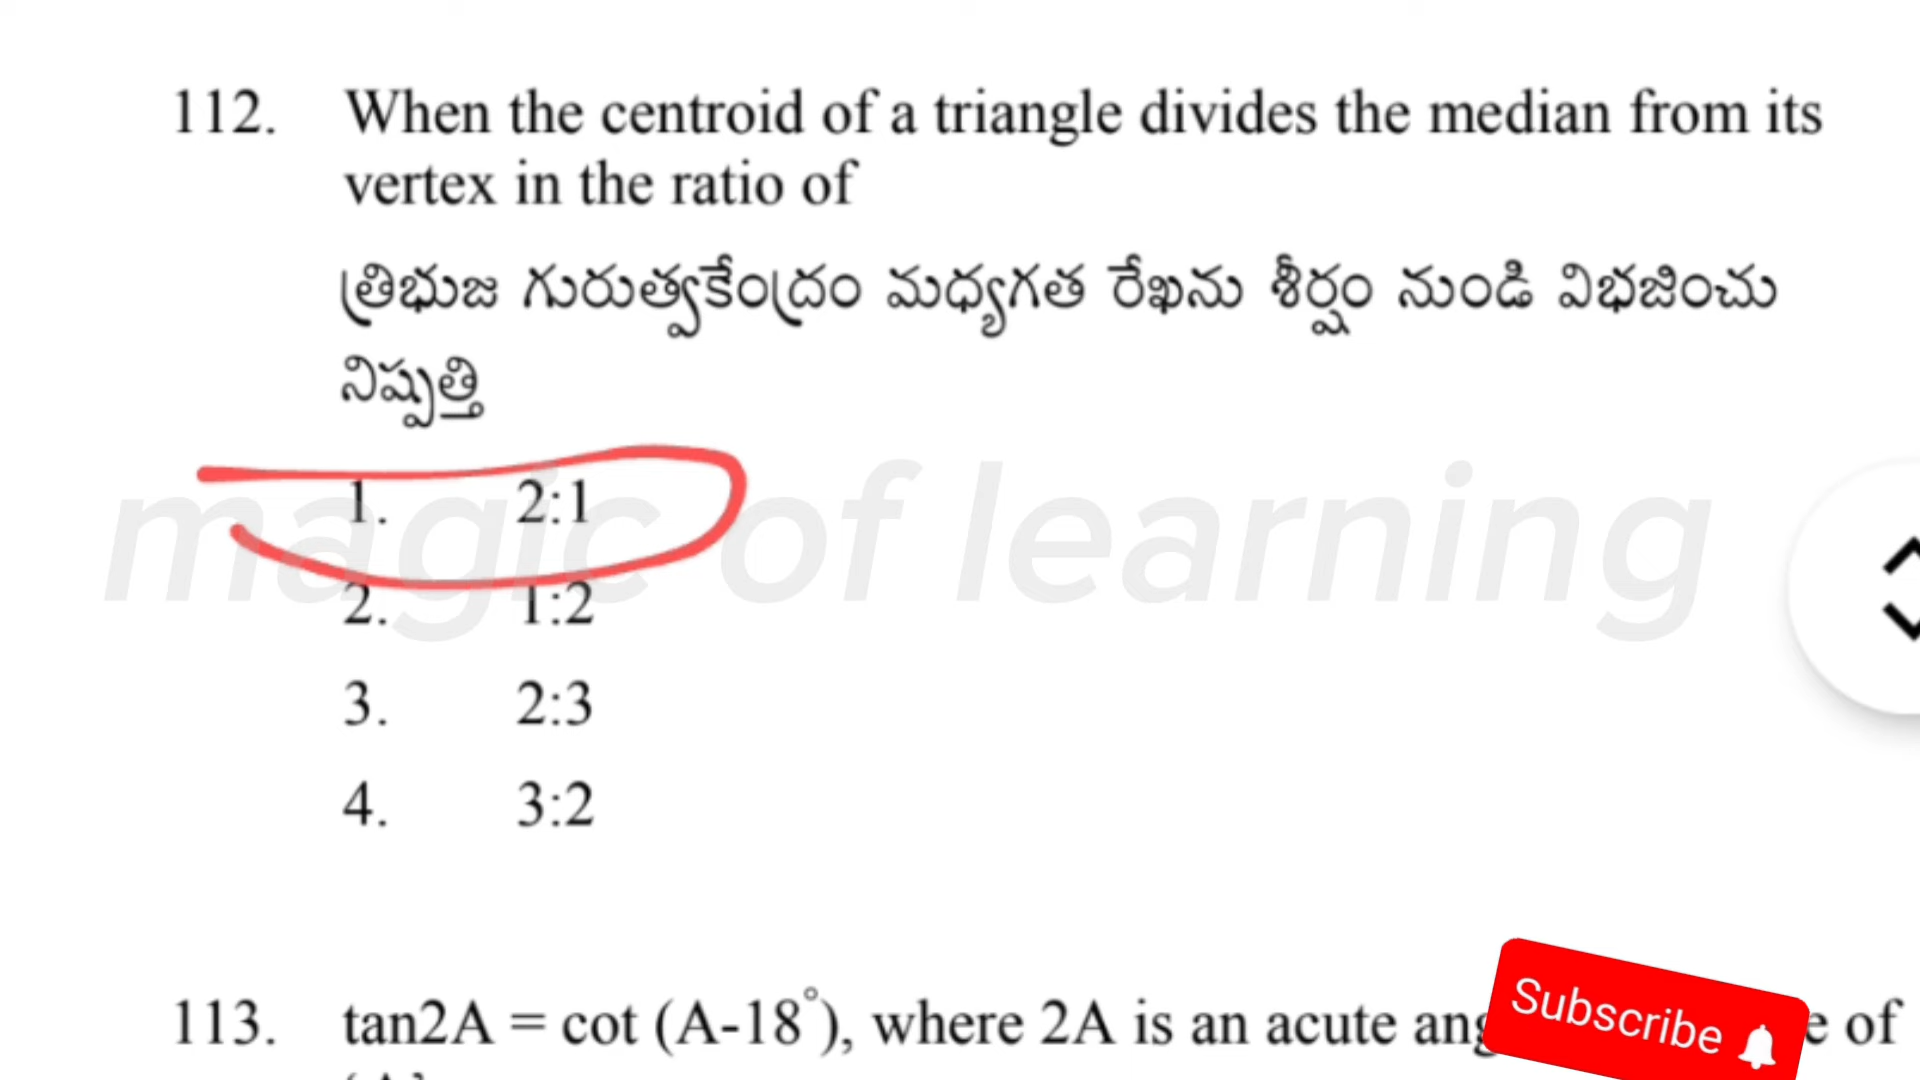 112. When the centroid of a triangle divides the median from its
vertex in the ratio of
త్రిభుజ గురుత్వకేంద్రం మధ్యగత రేఖను శీర్షం నుండి విభజించు
నిష్పత్తి
1. 2:1
magic of learning
2. 1:2
3. 2:3
4. 3:2
113. tan2A = cot (A-18°), where 2A is an acute of
Subscribe